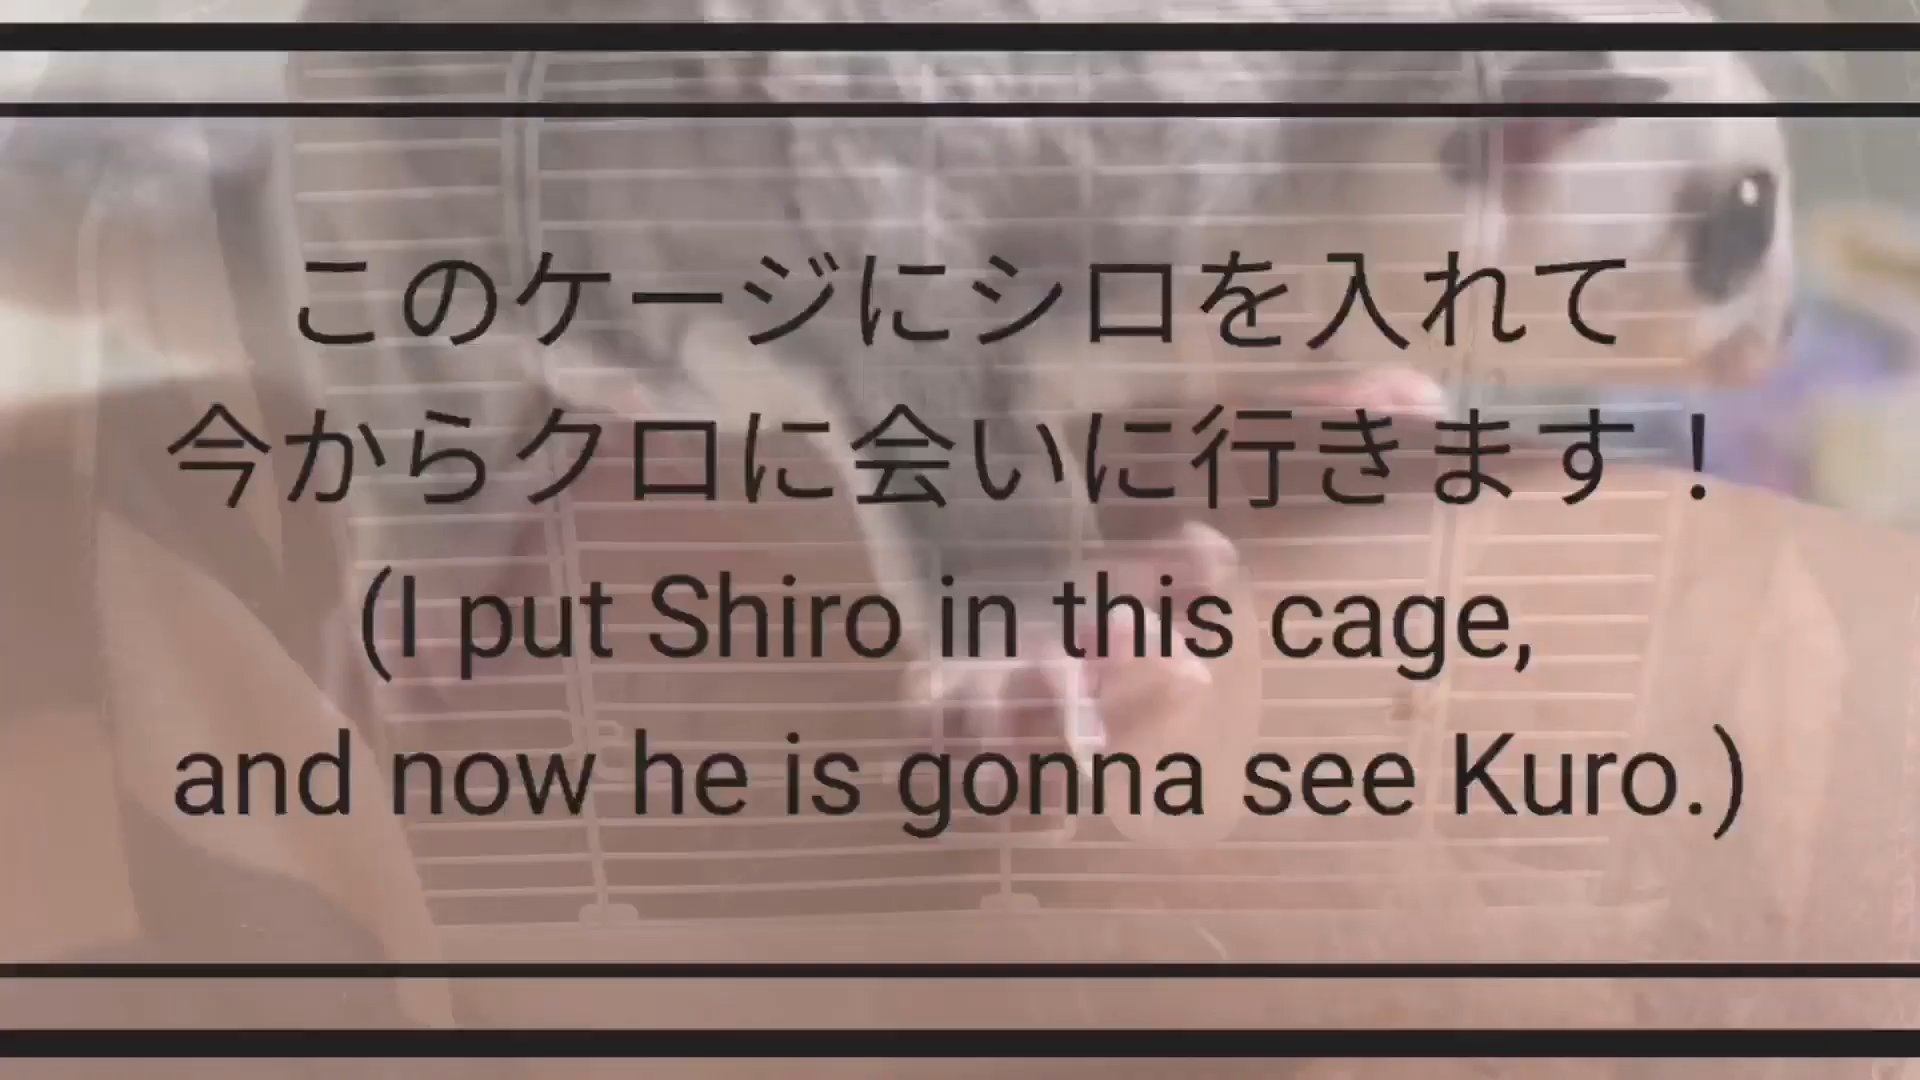 このケージにシロを入れて
今からクロに会いに行きます！
(I put Shiro in this cage,
and now he is gonna see Kuro.)